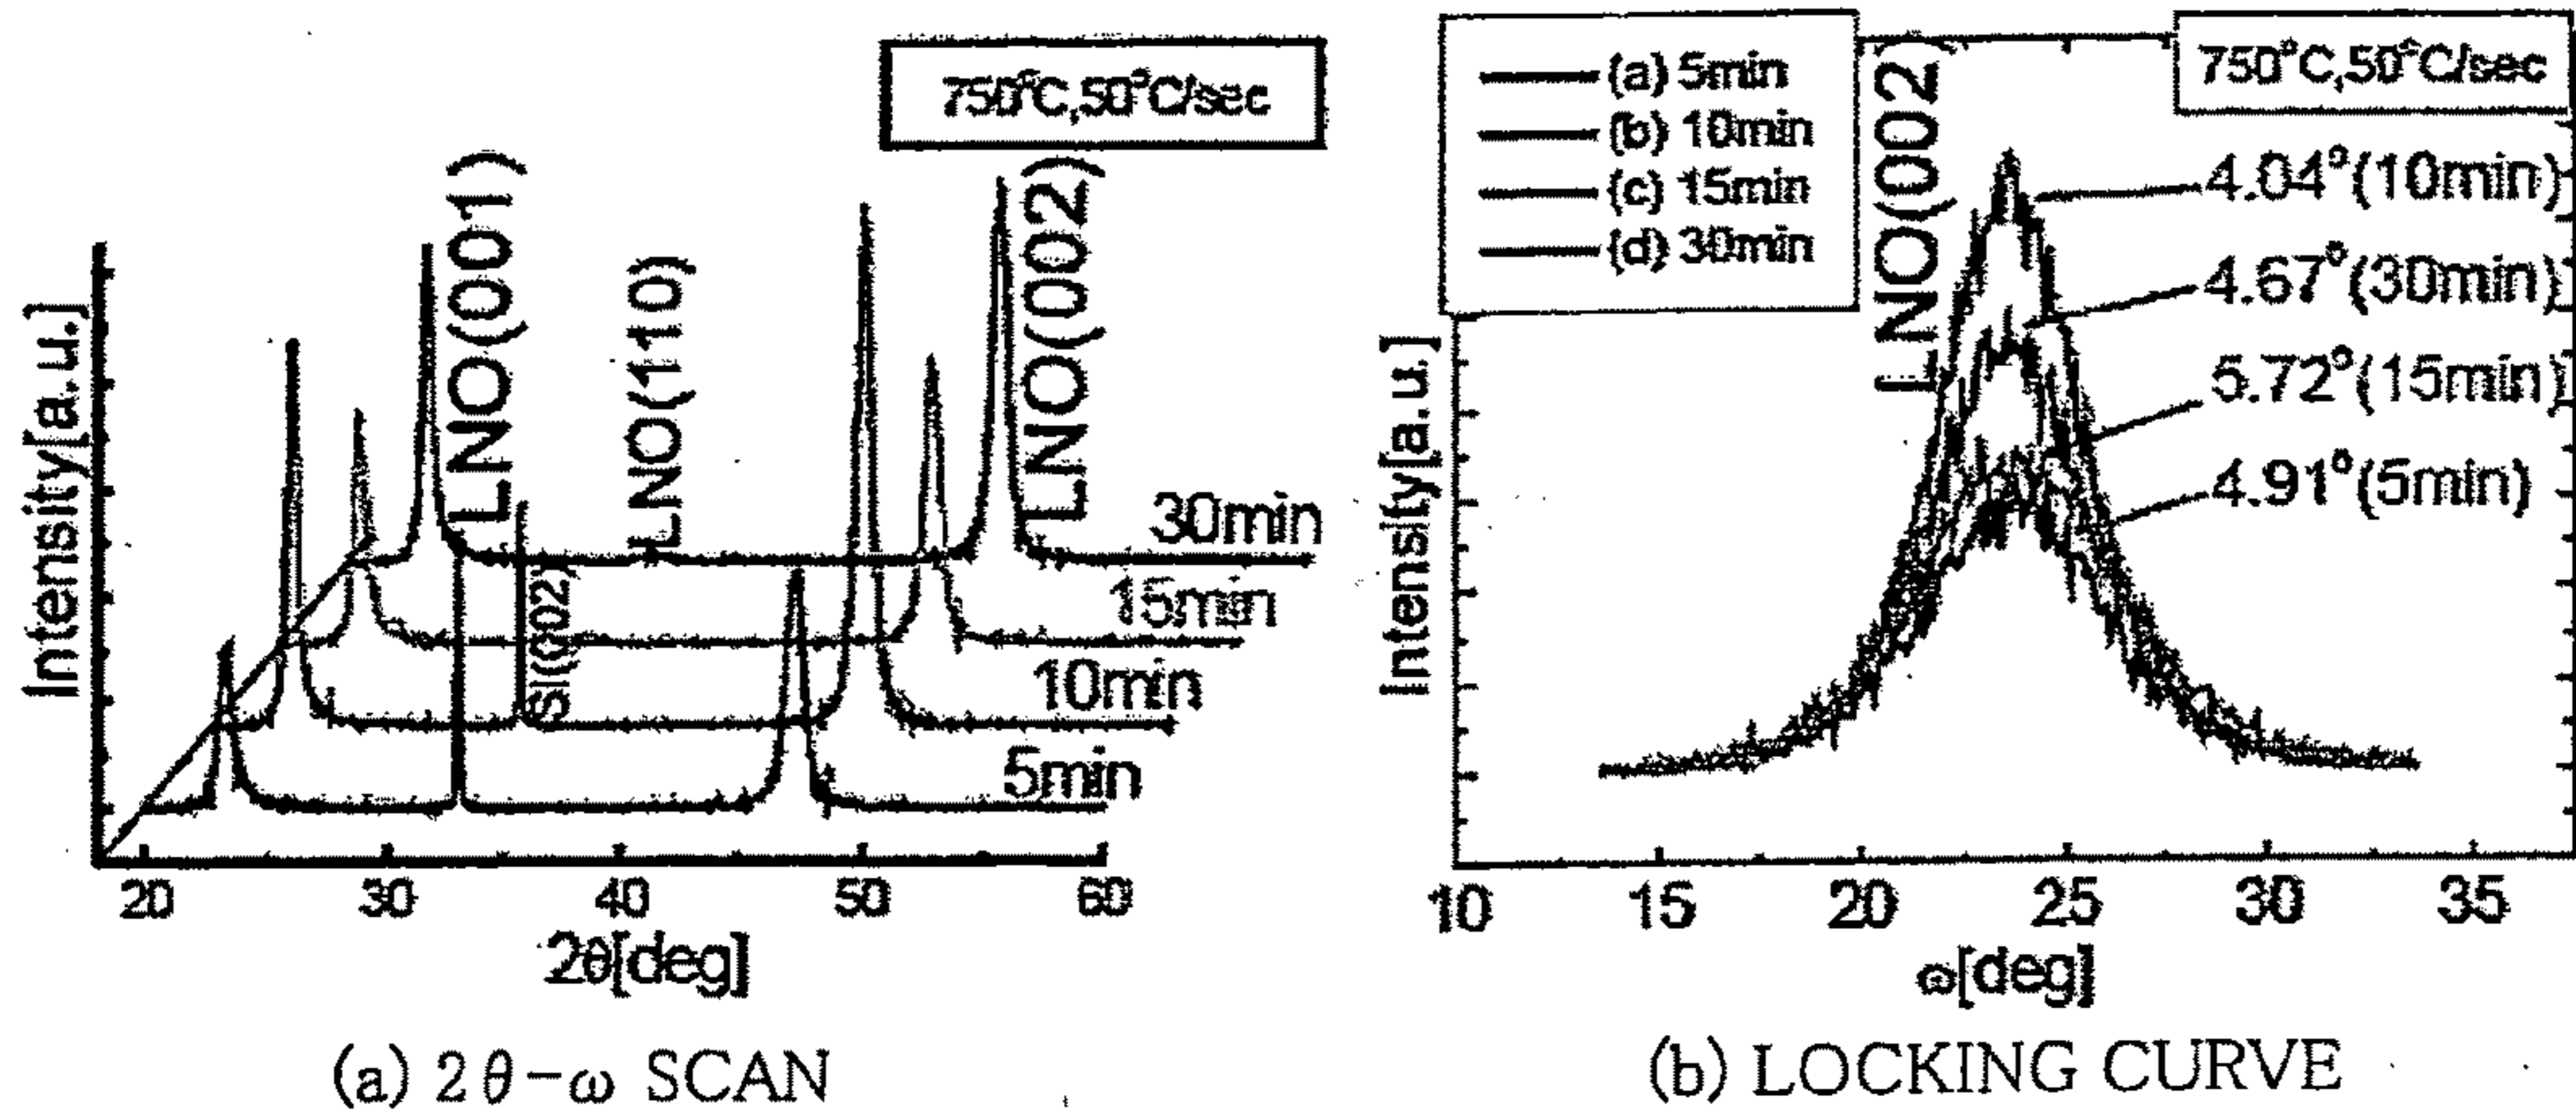 750°C,50°C/sec
LNO(001)
LNO(110)
LNO(002)
Si(002)
30min
15min
10min
5min
Intensity[a.u.]
20 30 40 50 60
2θ[deg]
(a) 2θ-ω SCAN
(a) 5min
(b) 10min
(c) 15min
(d) 30min
750°C,50°C/sec
LNO(002)
4.04°(10min)
4.67°(30min)
5.72°(15min)
4.91°(5min)
Intensity[a.u.]
10 15 20 25 30 35
ω[deg]
(b) LOCKING CURVE